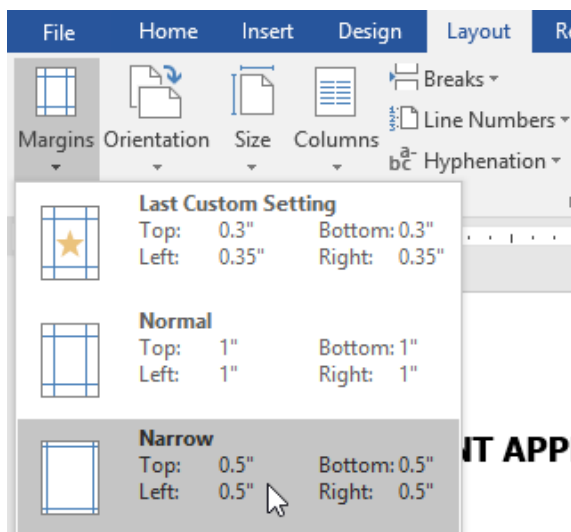 File Home Insert Design Layout
Margins Orientation Size Columns
Breaks
Line Numbers
Hyphenation
Last Custom Setting
Top: 0.3" Bottom: 0.3"
Left: 0.35" Right: 0.35"
Normal
Top: 1" Bottom: 1"
Left: 1" Right: 1"
Narrow
Top: 0.5" Bottom: 0.5"
Left: 0.5" Right: 0.5"